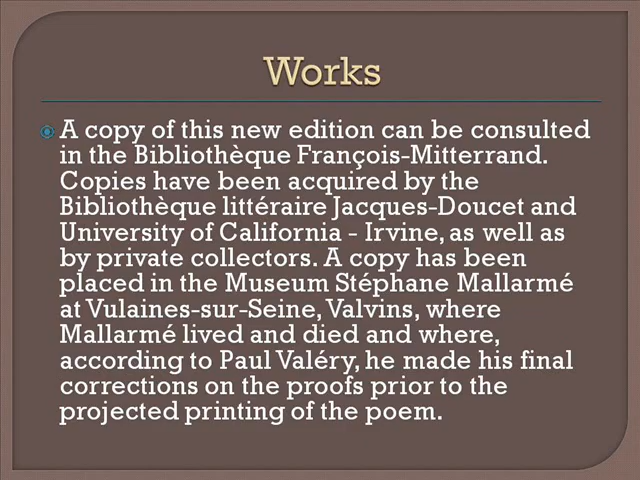 Works
A copy of this new edition can be consulted
in the Bibliothèque François-Mitterrand.
Copies have been acquired by the
Bibliothèque littéraire Jacques-Doucet and
University of California - Irvine, as well as
by private collectors. A copy has been
placed in the Museum Stéphane Mallarmé
at Vulaines-sur-Seine, Valvins, where
Mallarmé lived and died and where,
according to Paul Valéry, he made his final
corrections on the proofs prior to the
projected printing of the poem.